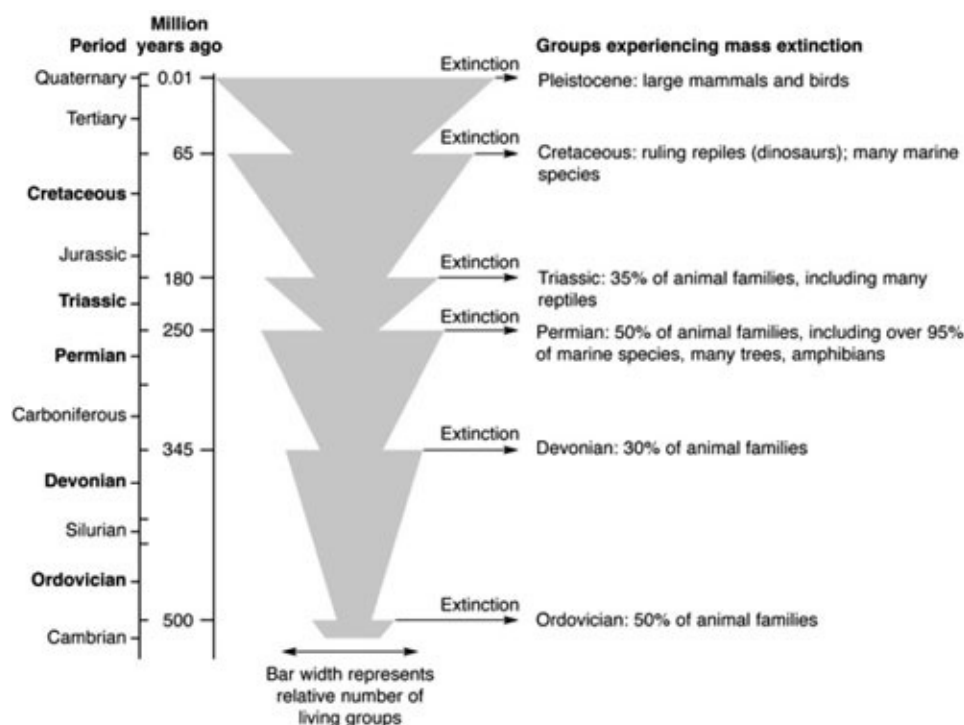 Period
Million
years ago
Groups experiencing mass extinction
Quaternary
0.01
Extinction
Pleistocene: large mammals and birds
Tertiary
65
Extinction
Cretaceous: ruling repiles (dinosaurs); many marine
species
Cretaceous
Jurassic
180
Extinction
Triassic: 35% of animal families, including many
reptiles
Triassic
250
Extinction
Permian: 50% of animal families, including over 95%
of marine species, many trees, amphibians
Permian
Carboniferous
345
Extinction
Devonian: 30% of animal families
Devonian
Silurian
Ordovician
500
Extinction
Ordovician: 50% of animal families
Cambrian
Bar width represents
relative number of
living groups